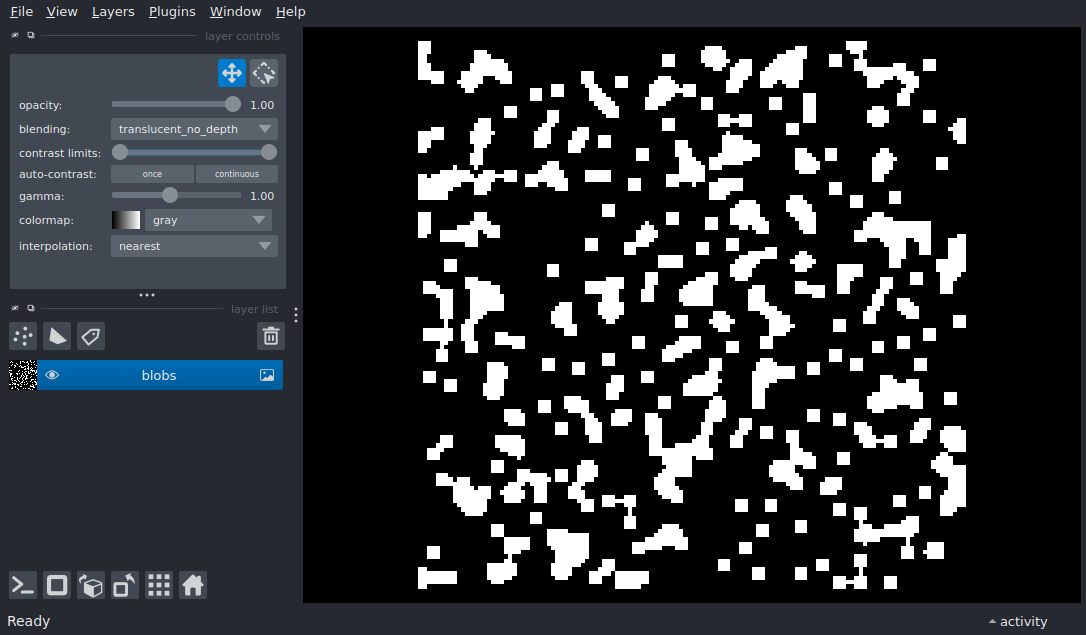 File View Layers Plugins Window Help
layer controls
opacity: 1.00
blending: translucent_no_depth
contrast limits:
auto-contrast: once continuous
gamma: 1.00
colormap: gray
interpolation: nearest
layer list
blobs
Ready activity